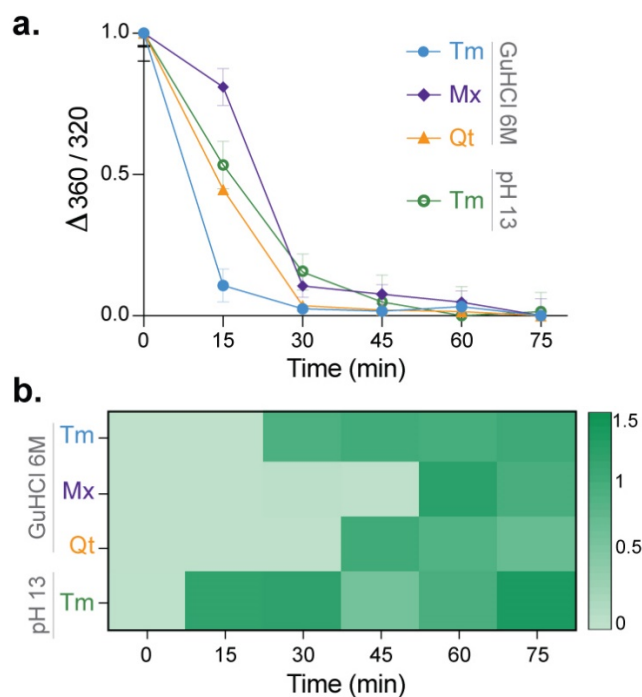 a.
Δ 360 / 320
1.0
0.5
0.0
0 15 30 45 60 75
Time (min)
Tm
Mx
Qt
GuHCl 6M
Tm
pH 13
b.
GuHCl 6M
Tm
Mx
Qt
pH 13
Tm
0 15 30 45 60 75
Time (min)
1.5
1
0.5
0